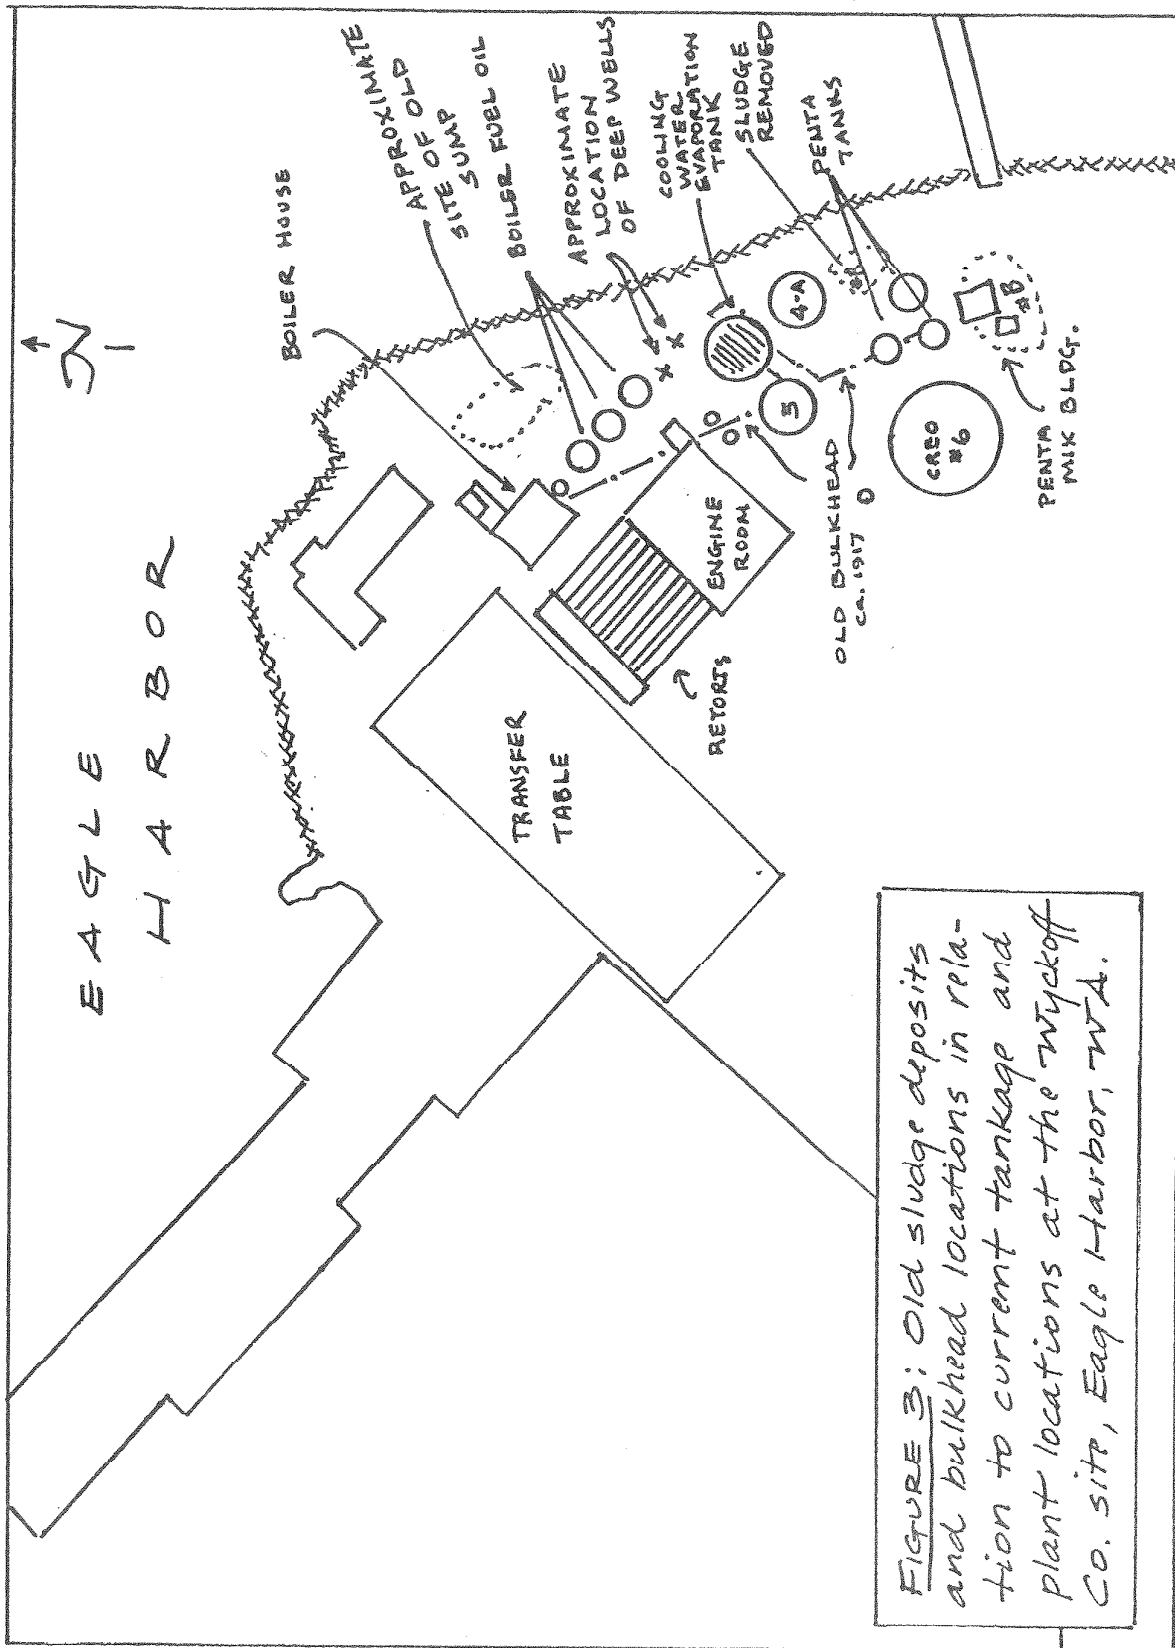 EAGLE
HARBOR
N
BOILER HOUSE
APPROXIMATE
SITE OF OLD
SUMP
BOILER FUEL OIL
APPROXIMATE
LOCATION
OF DEEP WELLS
COOLING
WATER
EVAPORATION
TANK
SLUDGE
REMOVED
PENTA
TANKS
TRANSFER
TABLE
RETORTS
ENGINE
ROOM
OLD BULKHEAD
ca. 1917
5
4-A
CREO
#6
#B
PENTA
MIX BLDG.
FIGURE 3: Old sludge deposits
and bulkhead locations in rela-
tion to current tankage and
plant locations at the Wyckoff
Co. site, Eagle Harbor, WA.